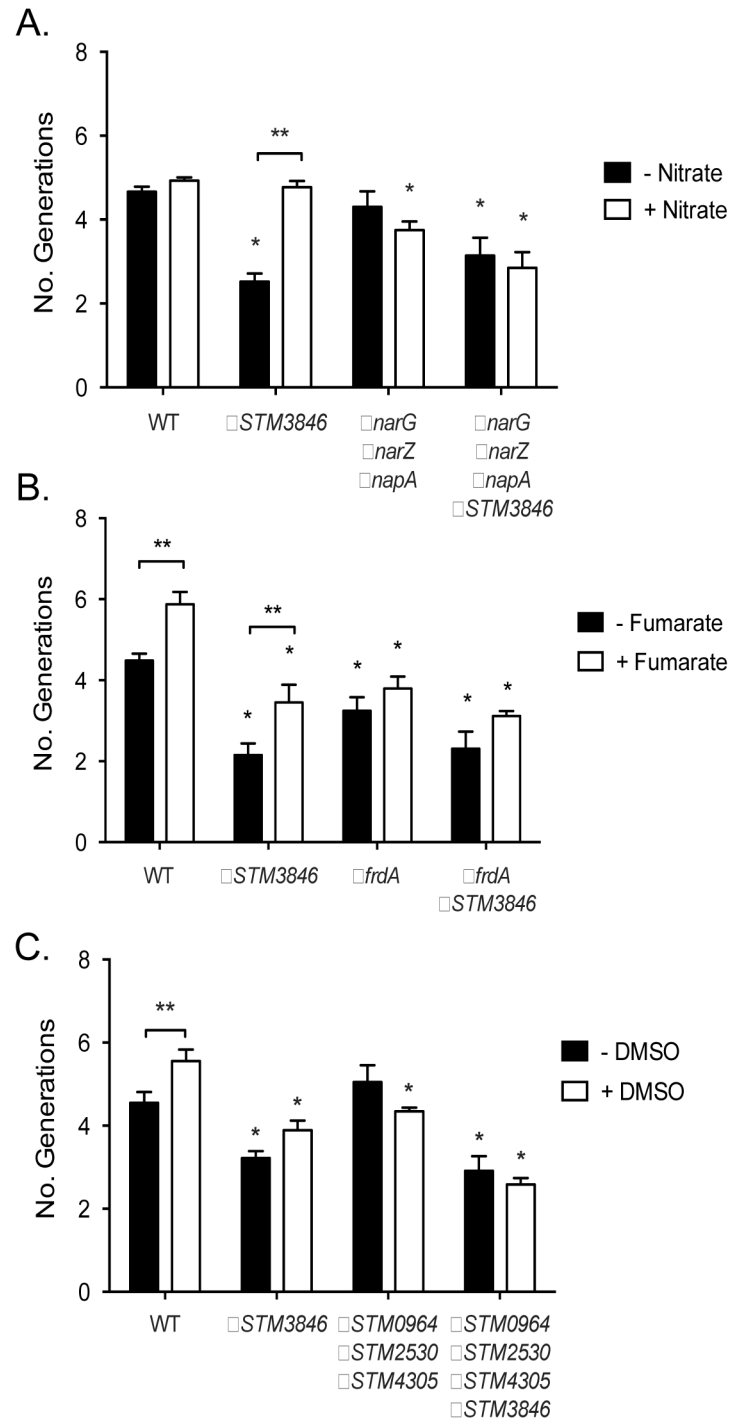 A.
8
6
4
2
0
No. Generations
**
*
*
*
*
- Nitrate
+ Nitrate
WT
□STM3846
□narG
□narZ
□napA
□narG
□narZ
□napA
□STM3846
B.
8
6
4
2
0
No. Generations
**
**
*
*
*
*
*
*
- Fumarate
+ Fumarate
WT
□STM3846
□frdA
□frdA
□STM3846
C.
8
6
4
2
0
No. Generations
**
*
*
*
*
*
- DMSO
+ DMSO
WT
□STM3846
□STM0964
□STM2530
□STM4305
□STM0964
□STM2530
□STM4305
□STM3846